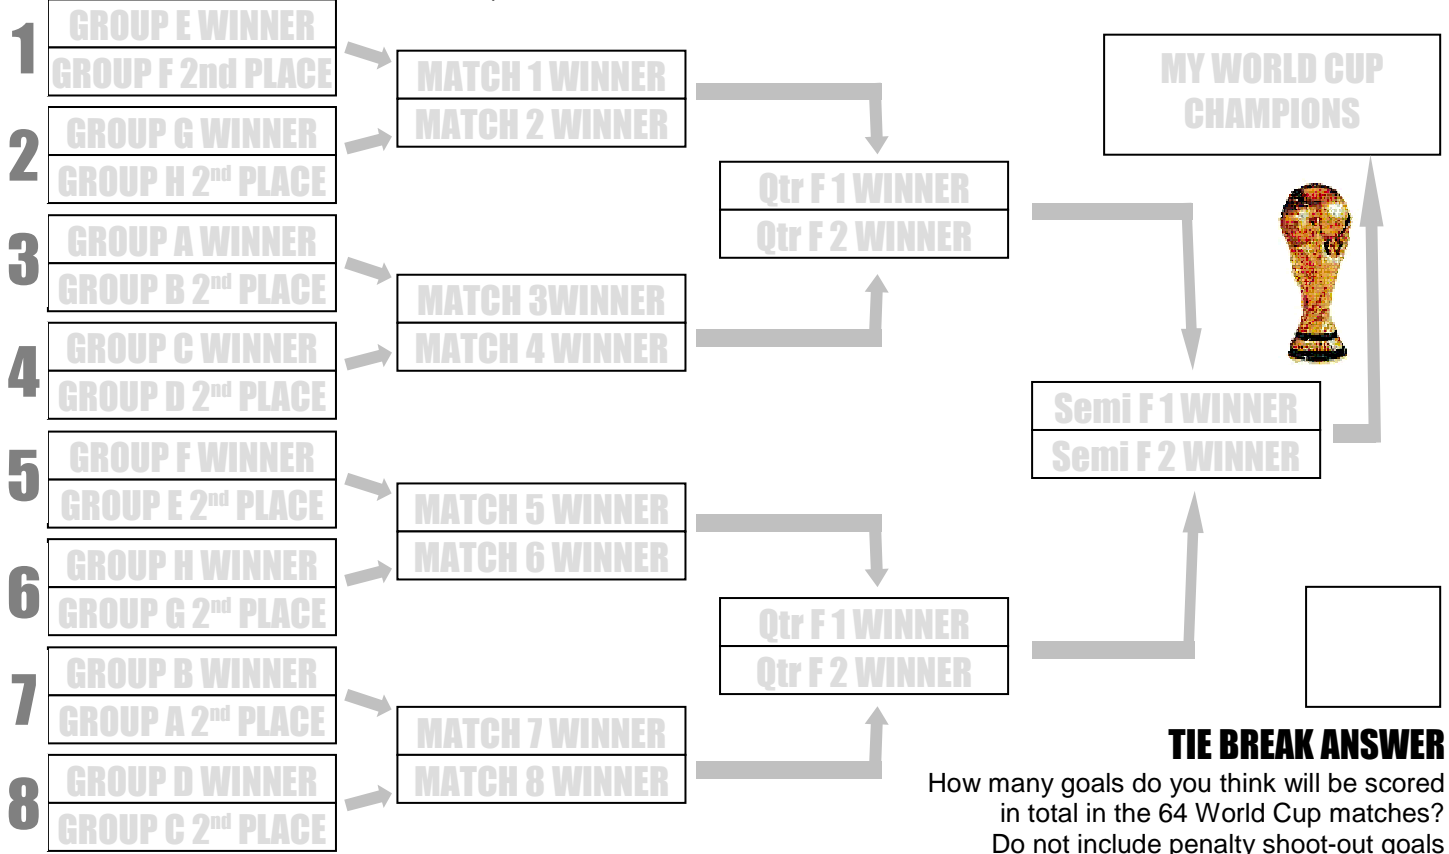 1
GROUP E WINNER
GROUP F 2nd PLACE
2
GROUP G WINNER
GROUP H 2nd PLACE
3
GROUP A WINNER
GROUP B 2nd PLACE
4
GROUP C WINNER
GROUP D 2nd PLACE
5
GROUP F WINNER
GROUP E 2nd PLACE
6
GROUP H WINNER
GROUP G 2nd PLACE
7
GROUP B WINNER
GROUP A 2nd PLACE
8
GROUP D WINNER
GROUP C 2nd PLACE
MATCH 1 WINNER
MATCH 2 WINNER
MATCH 3WINNER
MATCH 4 WINNER
MATCH 5 WINNER
MATCH 6 WINNER
MATCH 7 WINNER
MATCH 8 WINNER
Qtr F 1 WINNER
Qtr F 2 WINNER
Qtr F 1 WINNER
Qtr F 2 WINNER
Semi F 1 WINNER
Semi F 2 WINNER
MY WORLD CUP
CHAMPIONS
TIE BREAK ANSWER
How many goals do you think will be scored
in total in the 64 World Cup matches?
Do not include penalty shoot-out goals